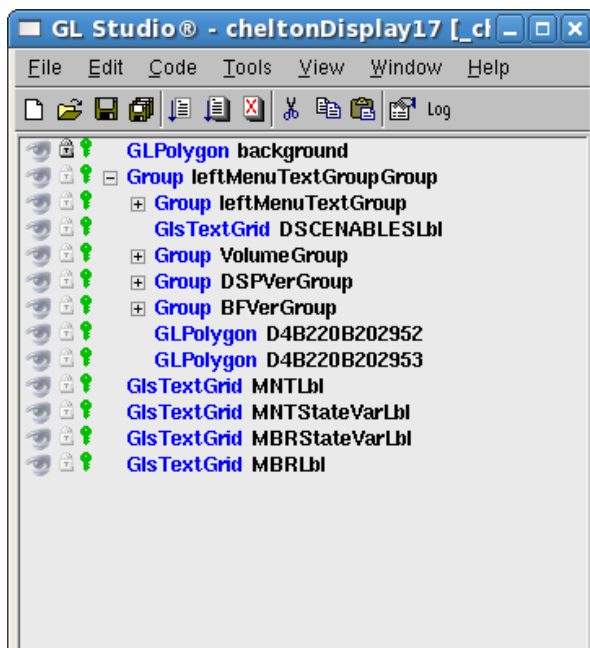 GL Studio® - cheltonDisplay17 [_cl
File Edit Code Tools View Window Help
Log
GLPolygon background
Group leftMenuTextGroupGroup
Group leftMenuTextGroup
GlsTextGrid DSCENABLESLbl
Group VolumeGroup
Group DSPVerGroup
Group BFVerGroup
GLPolygon D4B220B202952
GLPolygon D4B220B202953
GlsTextGrid MNTLbl
GlsTextGrid MNTStateVarLbl
GlsTextGrid MBRStateVarLbl
GlsTextGrid MBRLbl